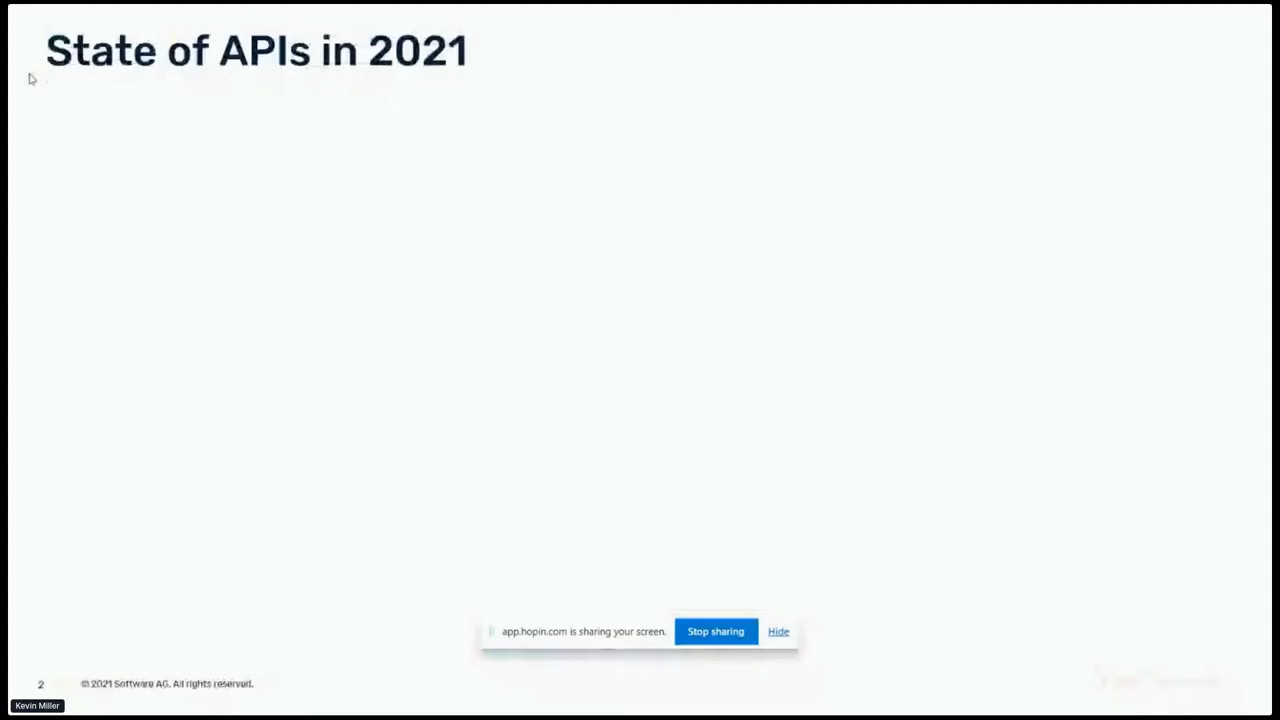 State of APIs in 2021
app.hopin.com is sharing your screen. Stop sharing Hide
2 © 2021 Software AG. All rights reserved.
Kevin Miller